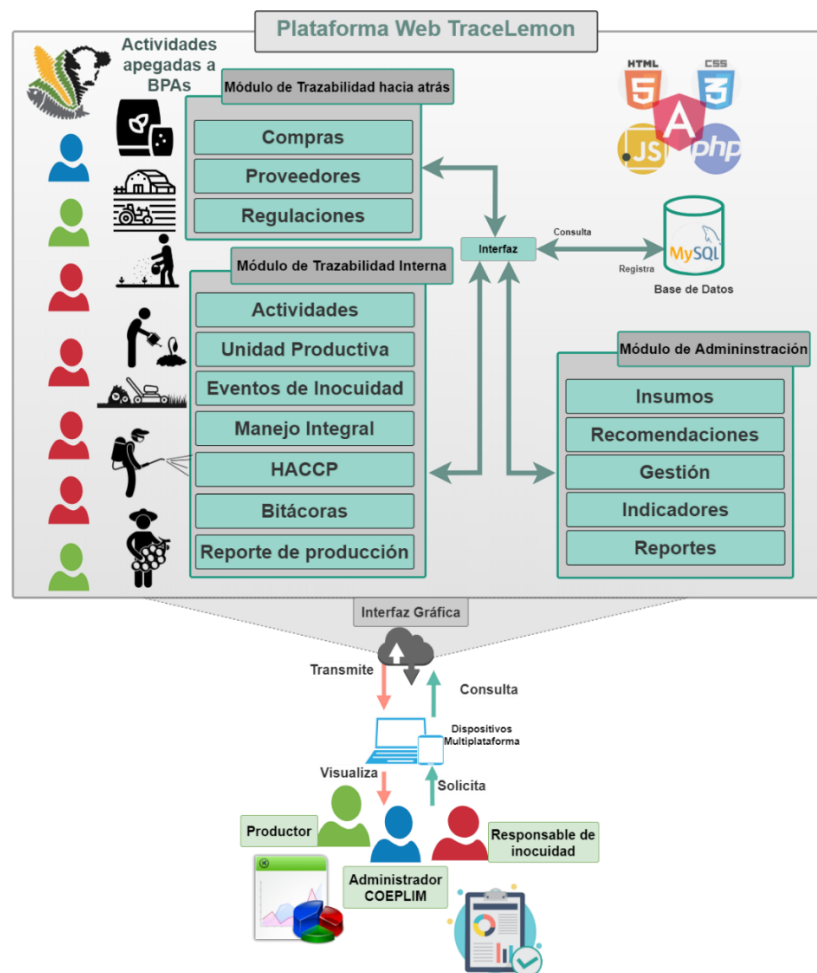 Plataforma Web TraceLemon
Actividades
apegadas a
BPAs
Módulo de Trazabilidad hacia atrás
Compras
Proveedores
Regulaciones
HTML
5
CSS
3
A
JS
php
Interfaz
Consulta
Registra
MySQL
Base de Datos
Módulo de Trazabilidad Interna
Actividades
Unidad Productiva
Eventos de Inocuidad
Manejo Integral
HACCP
Bitácoras
Reporte de producción
Módulo de Admininstración
Insumos
Recomendaciones
Gestión
Indicadores
Reportes
Interfaz Gráfica
Transmite
Consulta
Dispositivos
Multiplataforma
Visualiza
Solicita
Productor
Administrador
COEPLIM
Responsable de
inocuidad